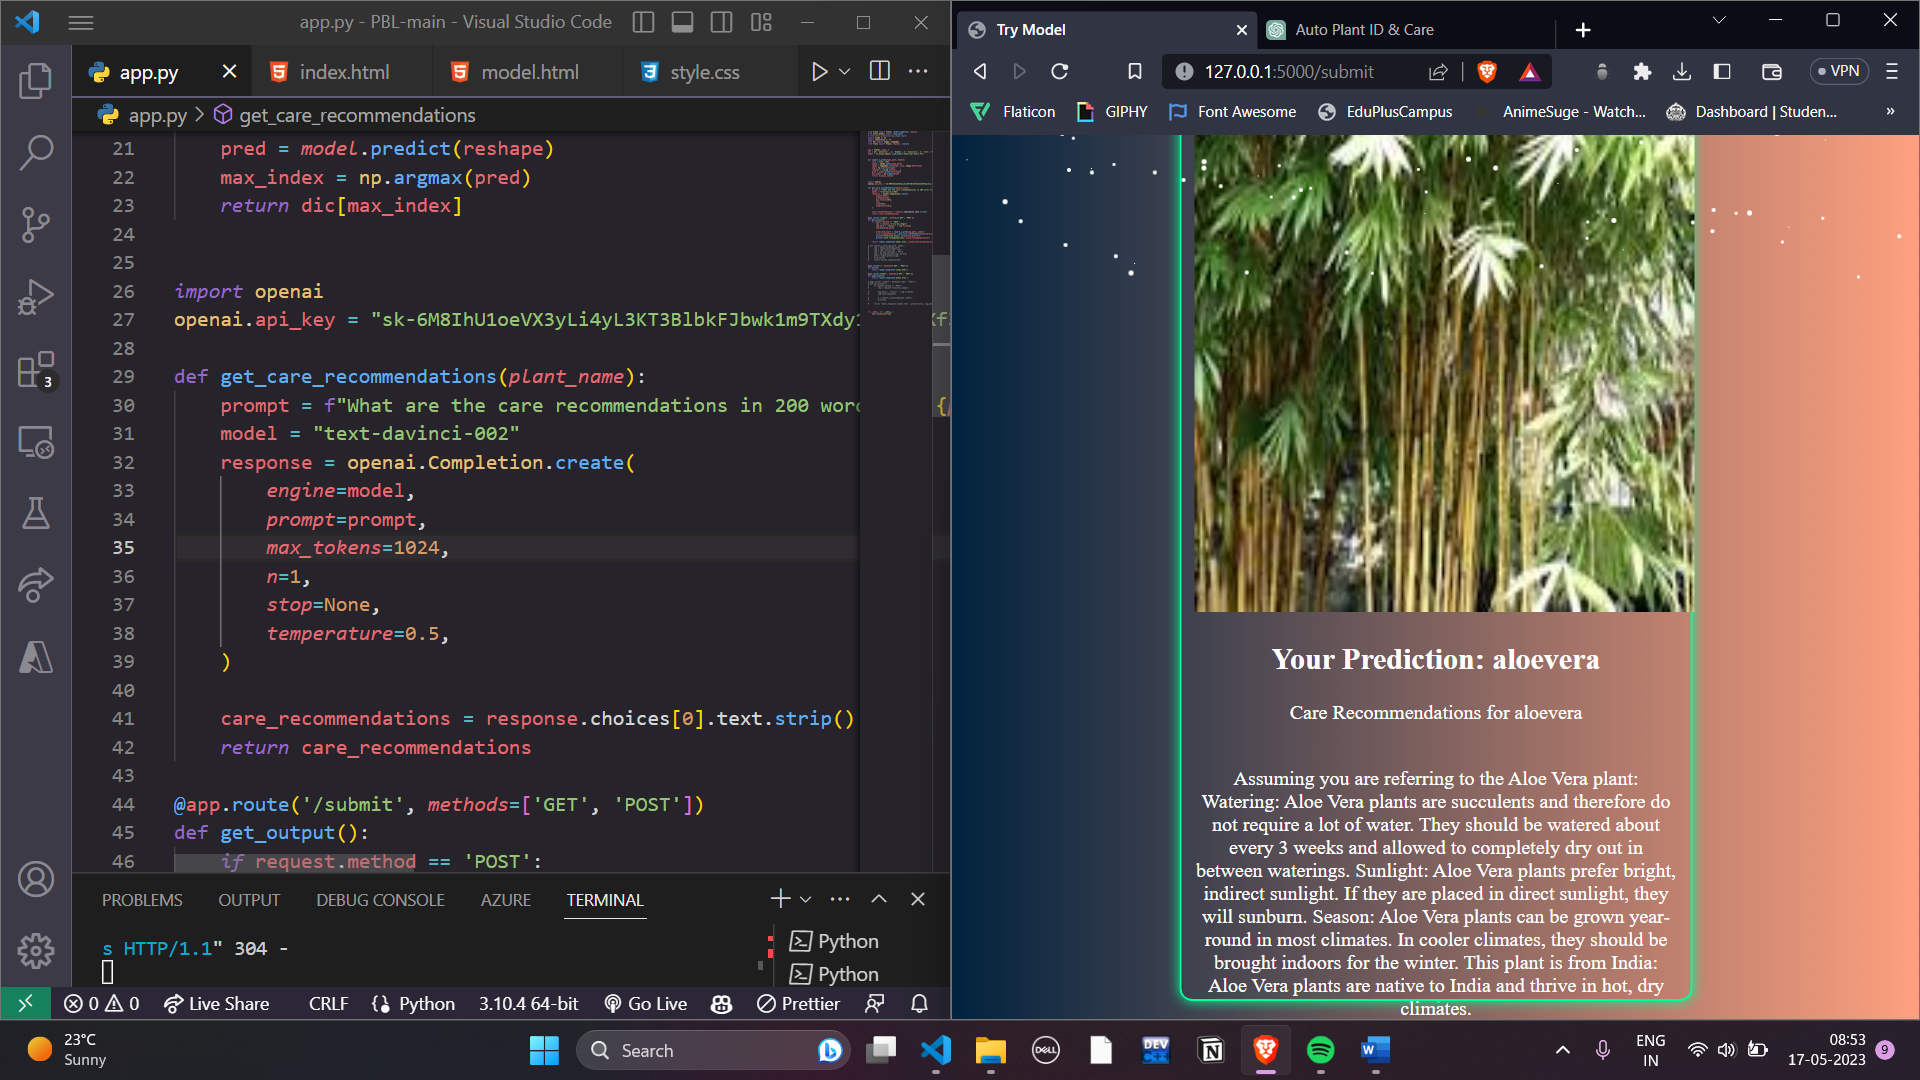 app.py - PBL-main - Visual Studio Code
app.py
index.html
model.html
style.css
app.py > get_care_recommendations
21 pred = model.predict(reshape)
22 max_index = np.argmax(pred)
23 return dic[max_index]
24
25
26 import openai
27 openai.api_key =
28
29 def get_care_recommendations(plant_name):
30 prompt = f"What are the care recommendations in 200 {
31 model = "text-davinci-002"
32 response = openai.Completion.create(
33 engine=model,
34 prompt=prompt,
35 max_tokens=1024,
36 n=1,
37 stop=None,
38 temperature=0.5,
39 )
40
41 care_recommendations = response.choices[0].text.strip()
42 return care_recommendations
43
44 @app.route('/submit', methods=['GET', 'POST'])
45 def get_output():
46 if request.method == 'POST':
3
PROBLEMS OUTPUT DEBUG CONSOLE AZURE TERMINAL
s HTTP/1.1" 304 -
Python
Python
0 0 Live Share CRLF Python 3.10.4 64-bit Go Live Prettier
Try Model
Auto Plant ID & Care
127.0.0.1:5000/submit
VPN
Flaticon GIPHY Font Awesome EduPlusCampus AnimeSuge - Watch... Dashboard | Studen... »
Your Prediction: aloevera
Care Recommendations for aloevera
Assuming you are referring to the Aloe Vera plant:
Watering: Aloe Vera plants are succulents and therefore do
not require a lot of water. They should be watered about
every 3 weeks and allowed to completely dry out in
between waterings. Sunlight: Aloe Vera plants prefer bright,
indirect sunlight. If they are placed in direct sunlight, they
will sunburn. Season: Aloe Vera plants can be grown year-
round in most climates. In cooler climates, they should be
brought indoors for the winter. This plant is from India:
Aloe Vera plants are native to India and thrive in hot, dry
climates.
23°C
Sunny
Search
DELL
DEV
C++
ENG
IN
08:53
17-05-2023
9